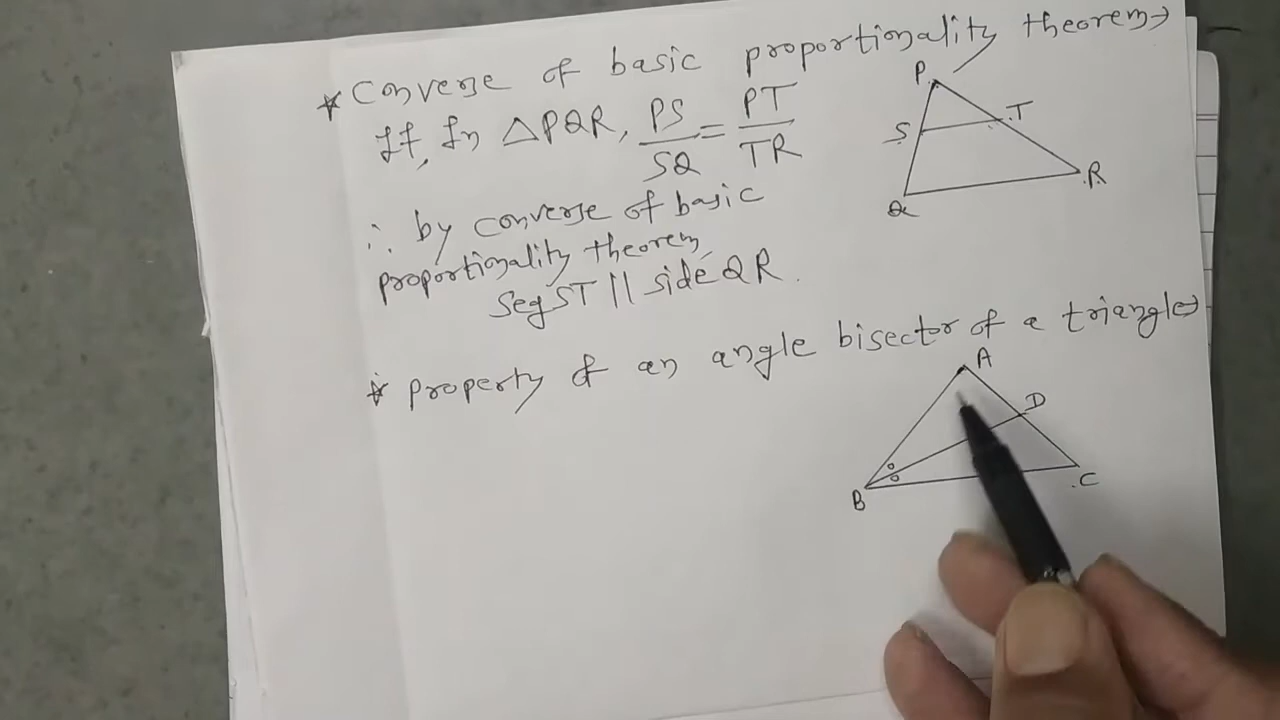 * Converse of basic proportionality theorem→
If, In △PQR, PS/SQ = PT/TR
∴ by converse of basic
proportionality theorem,
Seg ST || side QR.
P
S
T
Q
R
* Property of an angle bisector of a triangle→
A
D
B
C